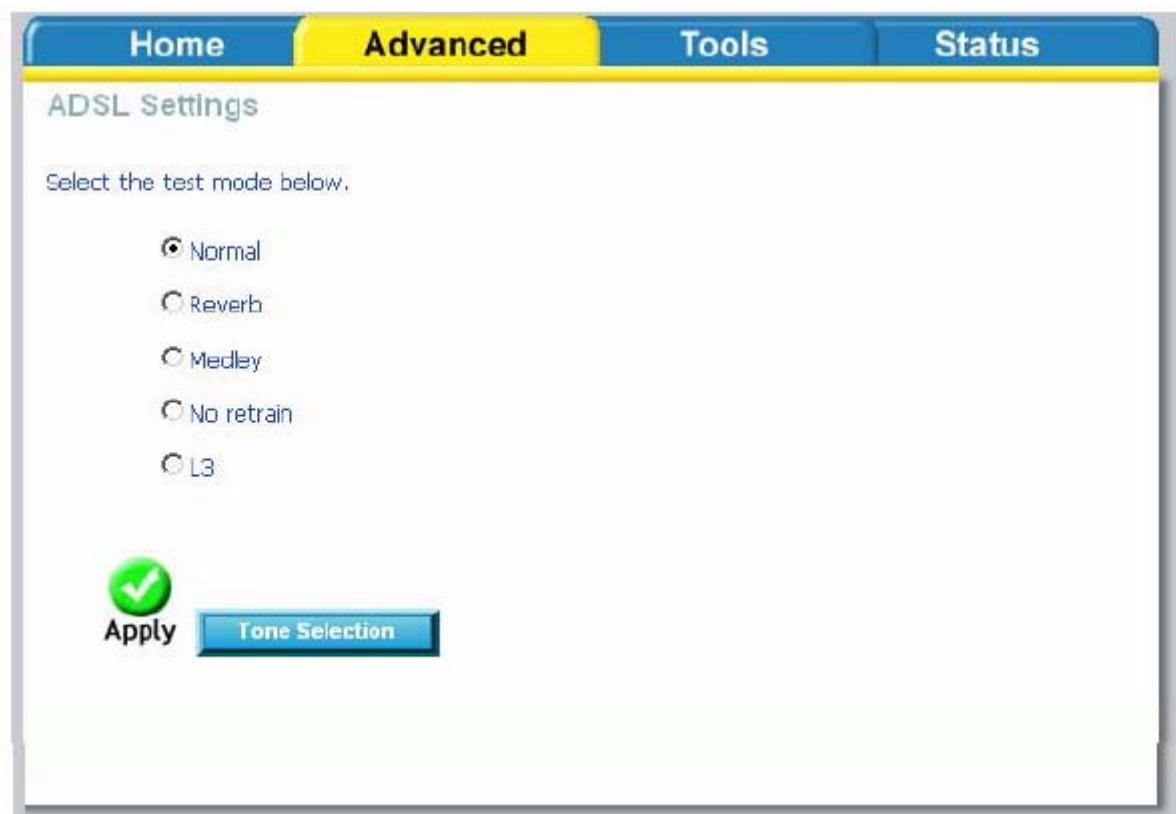 Home Advanced Tools Status
ADSL Settings
Select the test mode below.
Normal
Reverb
Medley
No retrain
L3
Apply Tone Selection